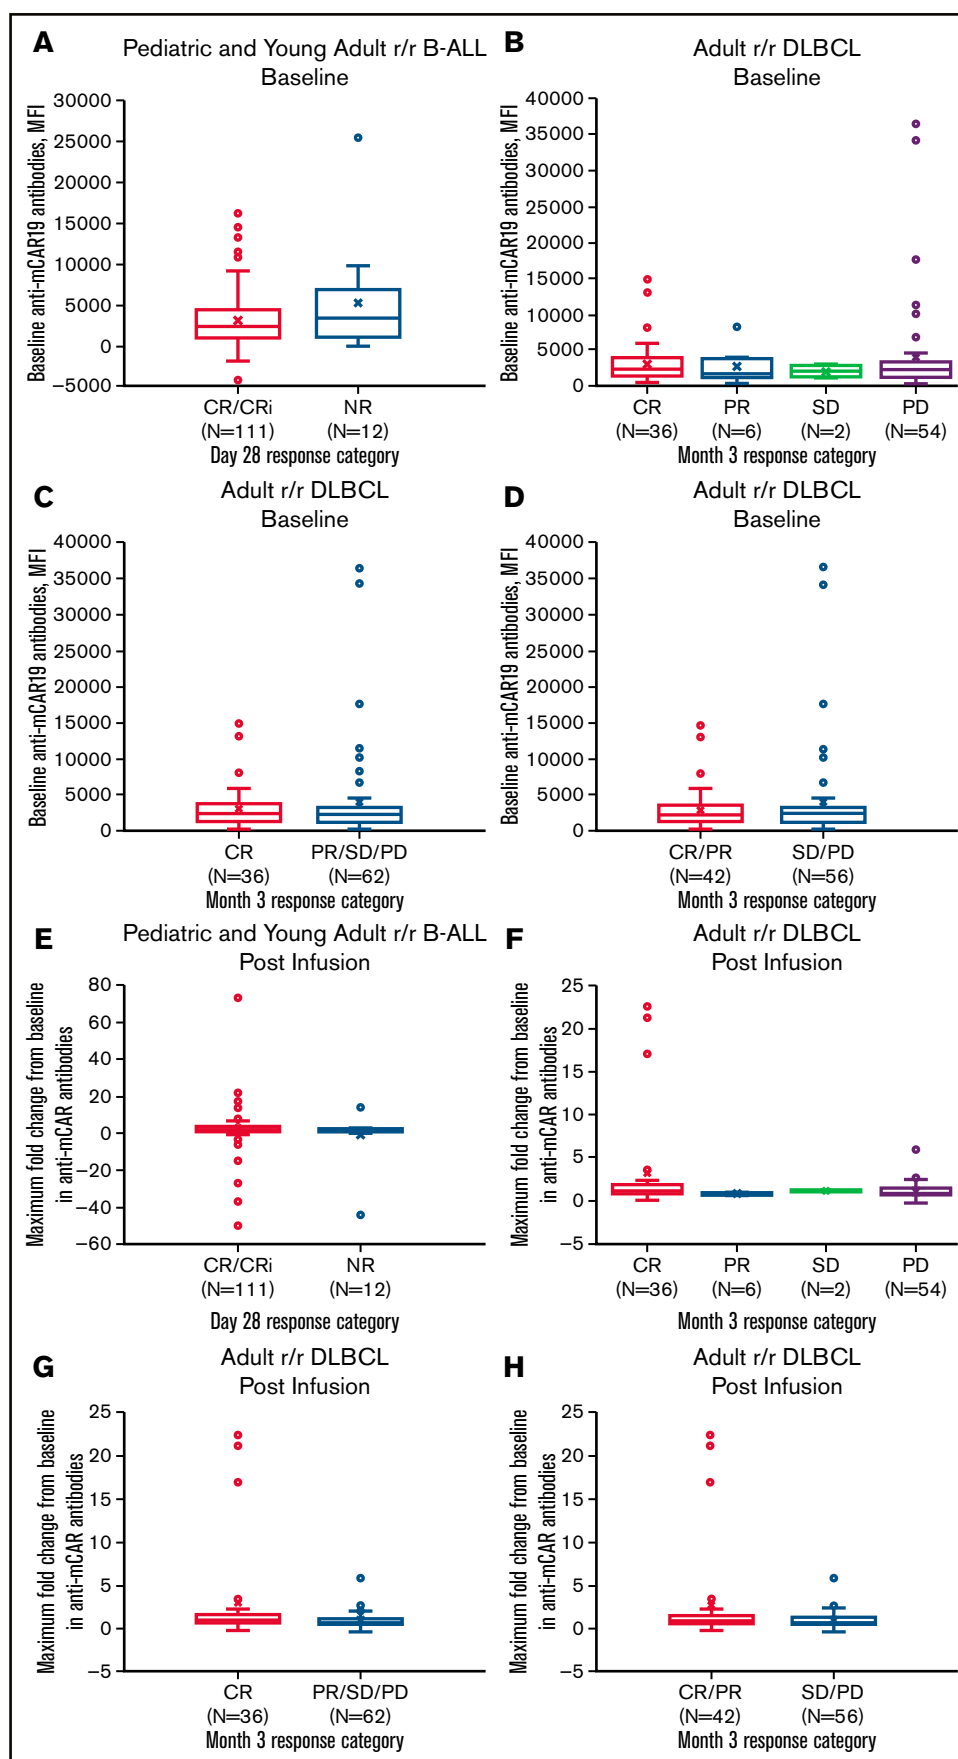 A
Pediatric and Young Adult r/r B-ALL
Baseline
Baseline anti-mCAR19 antibodies, MFI
30000
25000
20000
15000
10000
5000
0
−5000
CR/CRi
(N=111)
NR
(N=12)
Day 28 response category
B
Adult r/r DLBCL
Baseline
Baseline anti-mCAR19 antibodies, MFI
40000
35000
30000
25000
20000
15000
10000
5000
0
CR
(N=36)
PR
(N=6)
SD
(N=2)
PD
(N=54)
Month 3 response category
C
Adult r/r DLBCL
Baseline
Baseline anti-mCAR19 antibodies, MFI
40000
35000
30000
25000
20000
15000
10000
5000
0
CR
(N=36)
PR/SD/PD
(N=62)
Month 3 response category
D
Adult r/r DLBCL
Baseline
Baseline anti-mCAR19 antibodies, MFI
40000
35000
30000
25000
20000
15000
10000
5000
0
CR/PR
(N=42)
SD/PD
(N=56)
Month 3 response category
E
Pediatric and Young Adult r/r B-ALL
Post Infusion
Maximum fold change from baseline
in anti-mCAR antibodies
80
60
40
20
0
−20
−40
−60
CR/CRi
(N=111)
NR
(N=12)
Day 28 response category
F
Adult r/r DLBCL
Post Infusion
Maximum fold change from baseline
in anti-mCAR antibodies
25
20
15
10
5
0
−5
CR
(N=36)
PR
(N=6)
SD
(N=2)
PD
(N=54)
Month 3 response category
G
Adult r/r DLBCL
Post Infusion
Maximum fold change from baseline
in anti-mCAR antibodies
25
20
15
10
5
0
−5
CR
(N=36)
PR/SD/PD
(N=62)
Month 3 response category
H
Adult r/r DLBCL
Post Infusion
Maximum fold change from baseline
in anti-mCAR antibodies
25
20
15
10
5
0
−5
CR/PR
(N=42)
SD/PD
(N=56)
Month 3 response category